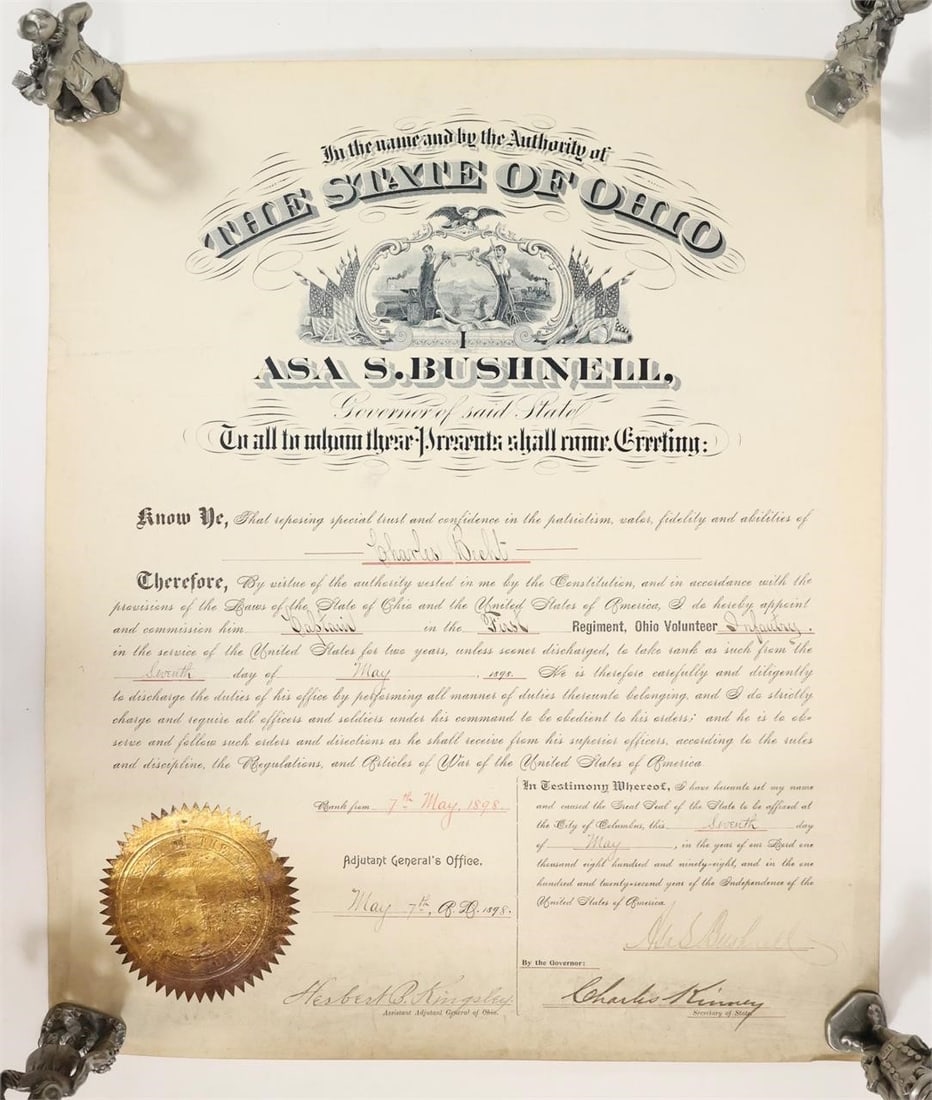 In the name and by the Authority of
THE STATE OF OHIO
I
ASA S. BUSHNELL,
Governor of said State
To all to whom these Presents shall come, Greeting:
Know Ye, That reposing special trust and confidence in the patriotism, valor, fidelity and abilities of
Charles Becht
Therefore, By virtue of the authority vested in me by the Constitution, and in accordance with the
provisions of the Laws of the State of Ohio and the United States of America, I do hereby appoint
and commission him Captain in the First Regiment, Ohio Volunteer Infantry.
in the service of the United States for two years, unless sooner discharged, to take rank as such from the
Seventh day of May, 1898. He is therefore carefully and diligently
to discharge the duties of his office by performing all manner of duties thereunto belonging, and I do strictly
charge and require all officers and soldiers under his command to be obedient to his orders; and he is to ob-
serve and follow such orders and directions as he shall receive from his superior officers, according to the rules
and discipline, the Regulations, and Articles of War of the United States of America.
Rank from 7th May, 1898.
Adjutant General's Office.
May 7th, A.D. 1898.
Herbert B. Kingsley
Assistant Adjutant General of Ohio.
In Testimony Whereof, I have hereunto set my name
and caused the Great Seal of the State to be affixed at
the City of Columbus, this Seventh day
of May, in the year of our Lord one
thousand eight hundred and ninety-eight, and in the one
hundred and twenty-second year of the Independence of the
United States of America.
Asa S. Bushnell
By the Governor:
Charles Kinney
Secretary of State.